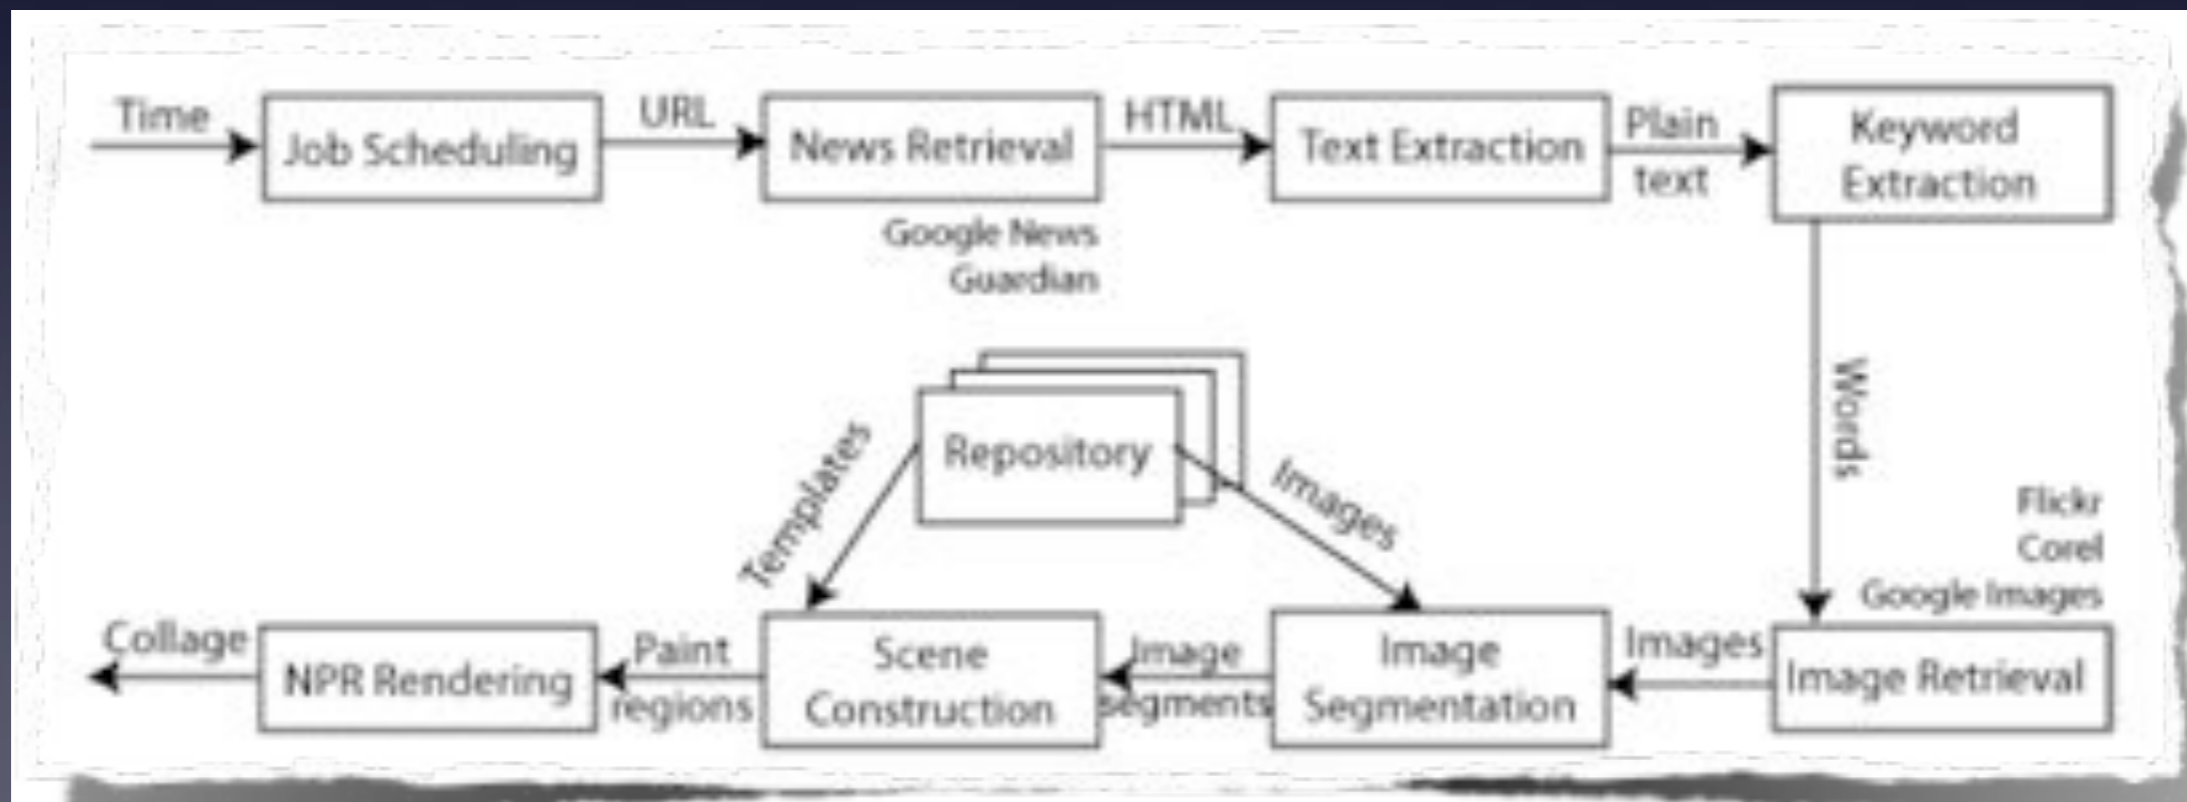 Time
Job Scheduling
URL
News Retrieval
HTML
Text Extraction
Plain
text
Keyword
Extraction
Google News
Guardian
Words
Repository
Templates
Images
Flickr
Corel
Google Images
Image Retrieval
Images
Image
Segmentation
Image
segments
Scene
Construction
Paint
regions
NPR Rendering
Collage